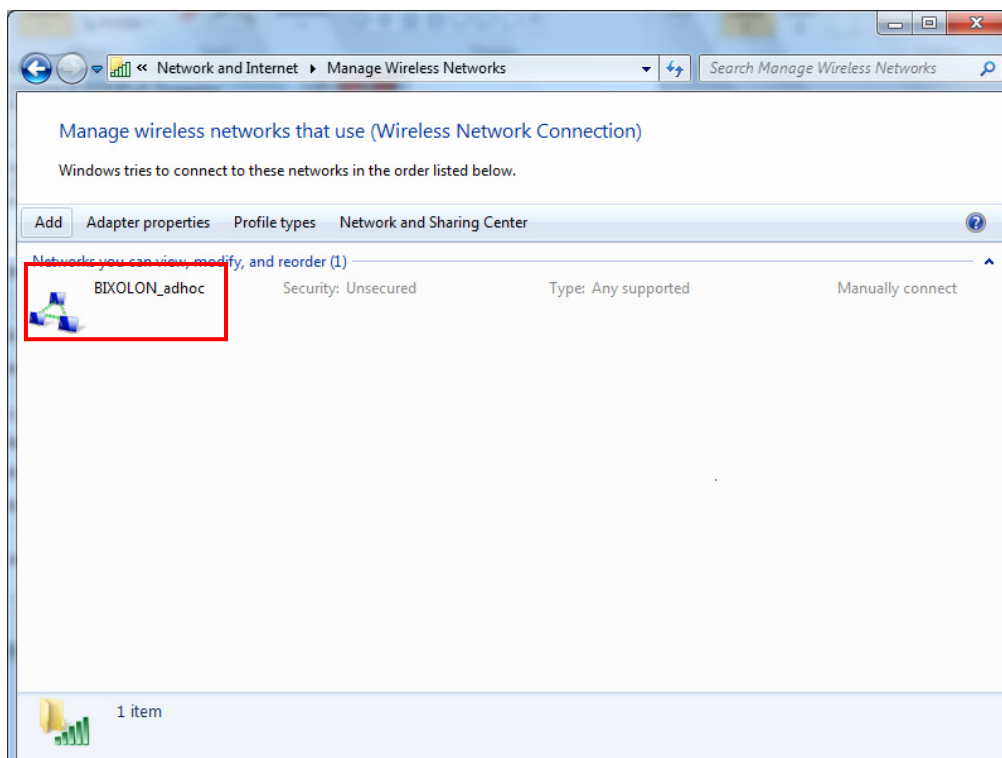 « Network and Internet ▸ Manage Wireless Networks Search Manage Wireless Networks
Manage wireless networks that use (Wireless Network Connection)
Windows tries to connect to these networks in the order listed below.
Add Adapter properties Profile types Network and Sharing Center
Networks you can view, modify, and reorder (1)
BIXOLON_adhoc Security: Unsecured Type: Any supported Manually connect
1 item